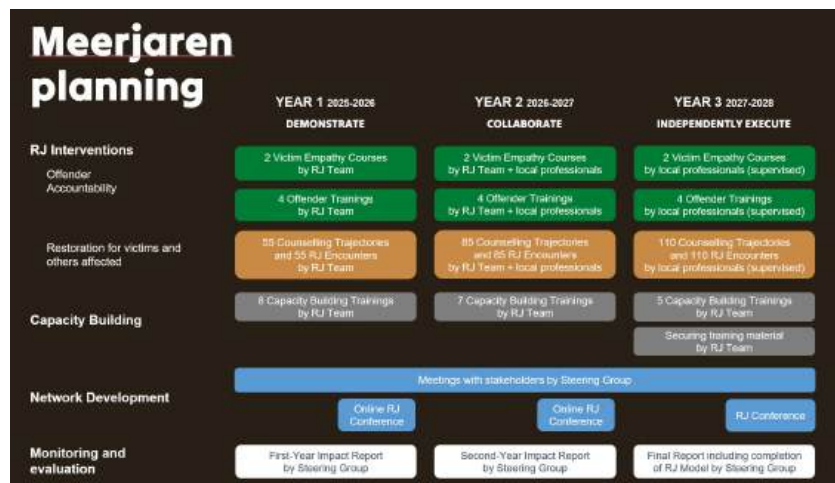 Meerjaren
planning
YEAR 1 2025-2026
DEMONSTRATE
YEAR 2 2026-2027
COLLABORATE
YEAR 3 2027-2028
INDEPENDENTLY EXECUTE
RJ Interventions
Offender
Accountability
2 Victim Empathy Courses
by RJ Team
2 Victim Empathy Courses
by RJ Team + local professionals
2 Victim Empathy Courses
by local professionals (supervised)
4 Offender Trainings
by RJ Team
4 Offender Trainings
by RJ Team + local professionals
4 Offender Trainings
by local professionals (supervised)
Restoration for victims and
others affected
55 Counselling Trajectories
and 55 RJ Encounters
by RJ Team
85 Counselling Trajectories
and 85 RJ Encounters
by RJ Team + local professionals
110 Counselling Trajectories
and 110 RJ Encounters
by local professionals (supervised)
Capacity Building
8 Capacity Building Trainings
by RJ Team
7 Capacity Building Trainings
by RJ Team
5 Capacity Building Trainings
by RJ Team
Securing training material
by RJ Team
Network Development
Meetings with stakeholders by Steering Group
Online RJ
Conference
Online RJ
Conference
RJ Conference
Monitoring and
evaluation
First-Year Impact Report
by Steering Group
Second-Year Impact Report
by Steering Group
Final Report including completion
of RJ Model by Steering Group